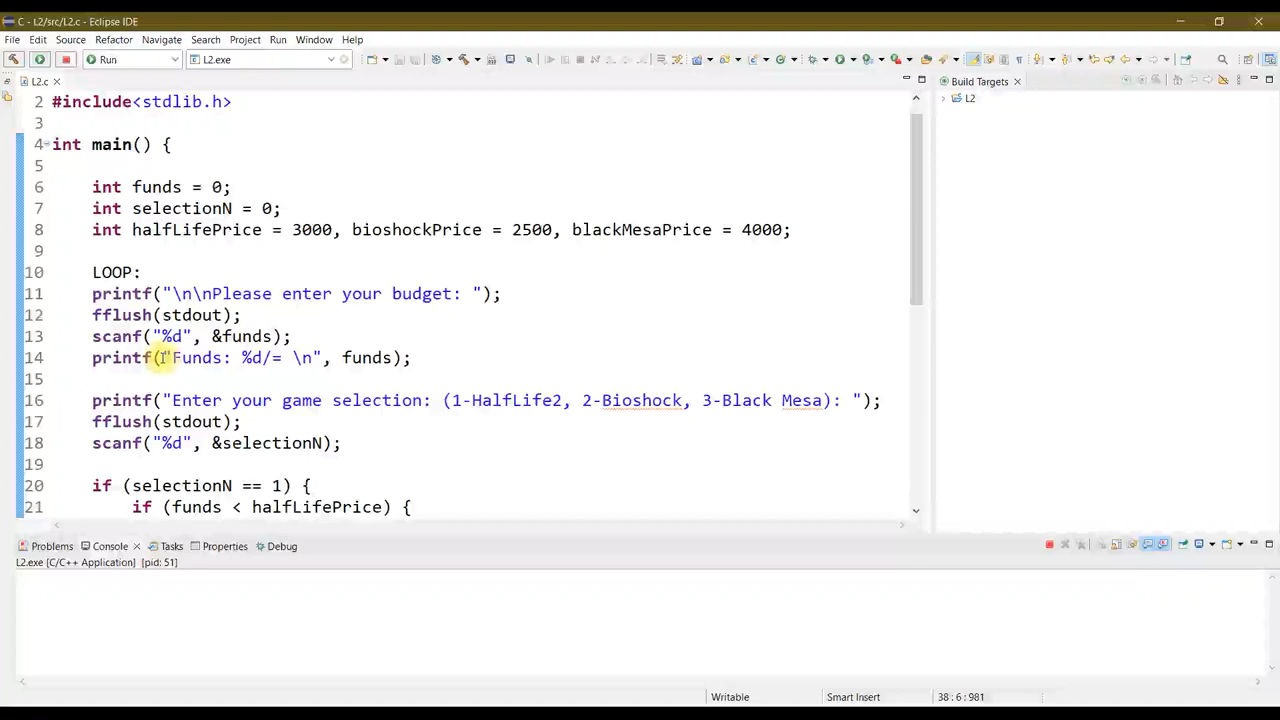 C - L2/src/L2.c - Eclipse IDE
File Edit Source Refactor Navigate Search Project Run Window Help
Run L2.exe
L2.c
Build Targets
L2
2 #include<stdlib.h>
3
4 int main() {
5
6 int funds = 0;
7 int selectionN = 0;
8 int halfLifePrice = 3000, bioshockPrice = 2500, blackMesaPrice = 4000;
9
10 LOOP:
11 printf("\n\nPlease enter your budget: ");
12 fflush(stdout);
13 scanf("%d", &funds);
14 printf("Funds: %d/= \n", funds);
15
16 printf("Enter your game selection: (1-HalfLife2, 2-Bioshock, 3-Black Mesa): ");
17 fflush(stdout);
18 scanf("%d", &selectionN);
19
20 if (selectionN == 1) {
21 if (funds < halfLifePrice) {
Problems Console Tasks Properties Debug
L2.exe [C/C++ Application] [pid: 51]
Writable Smart Insert 38 : 6 : 981